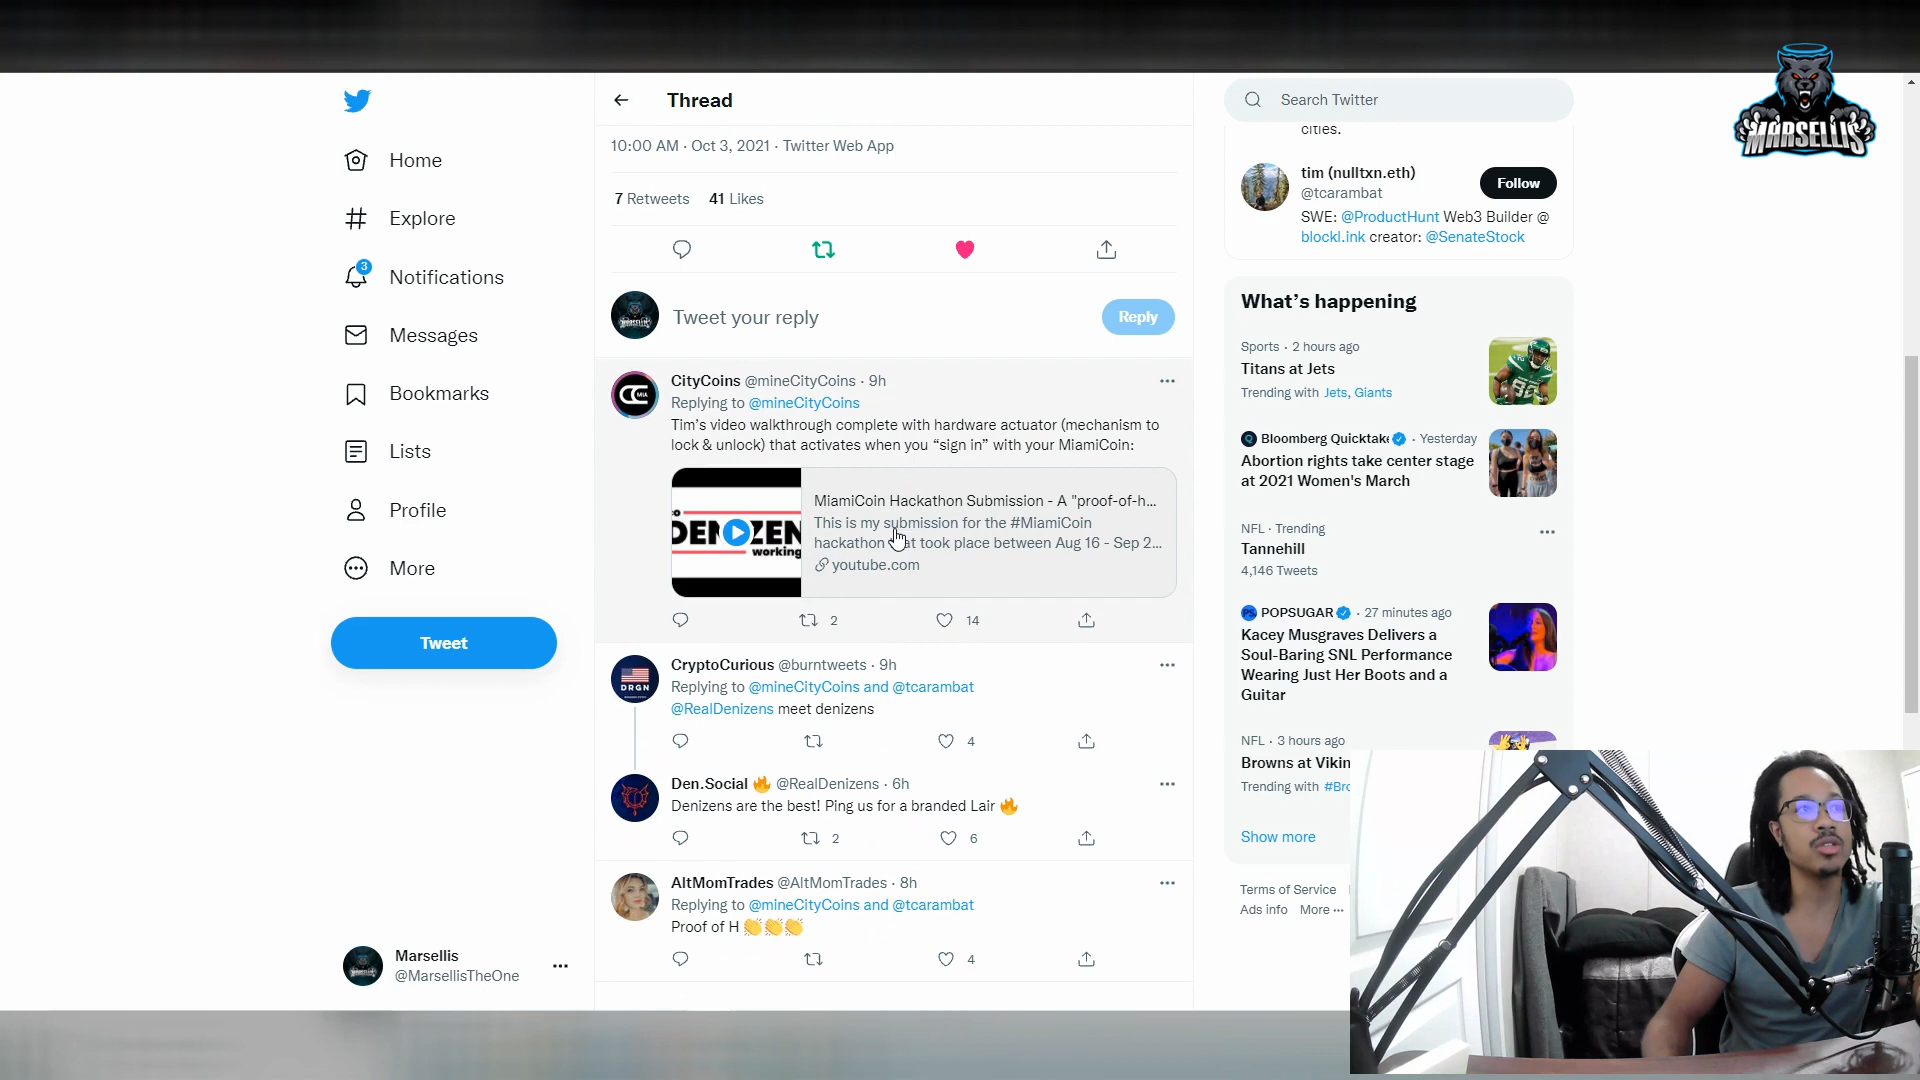 Thread
Search Twitter
MARSELLIS
10:00 AM · Oct 3, 2021 · Twitter Web App
7 Retweets 41 Likes
Tweet your reply
Reply
CityCoins @mineCityCoins · 9h
Replying to @mineCityCoins
Tim's video walkthrough complete with hardware actuator (mechanism to
lock & unlock) that activates when you “sign in” with your MiamiCoin:
DENIZEN
working
MiamiCoin Hackathon Submission - A "proof-of-h...
This is my submission for the #MiamiCoin
hackathon that took place between Aug 16 - Sep 2...
youtube.com
2
14
CryptoCurious @burntweets · 9h
Replying to @mineCityCoins and @tcarambat
@RealDenizens meet denizens
DRGN
4
Den.Social 🔥 @RealDenizens · 6h
Denizens are the best! Ping us for a branded Lair 🔥
2
6
AltMomTrades @AltMomTrades · 8h
Replying to @mineCityCoins and @tcarambat
Proof of H 👏👏👏
4
Home
Explore
3
Notifications
Messages
Bookmarks
Lists
Profile
More
Tweet
Marsellis
@MarsellisTheOne
cities.
tim (nulltxn.eth)
@tcarambat
Follow
SWE: @ProductHunt Web3 Builder @
blockl.ink creator: @SenateStock
What's happening
Sports · 2 hours ago
Titans at Jets
Trending with Jets, Giants
Bloomberg Quicktake · Yesterday
Abortion rights take center stage
at 2021 Women's March
NFL · Trending
Tannehill
4,146 Tweets
POPSUGAR · 27 minutes ago
Kacey Musgraves Delivers a
Soul-Baring SNL Performance
Wearing Just Her Boots and a
Guitar
NFL · 3 hours ago
Browns at Vikin
Trending with #Bro
Show more
Terms of Service
Ads info More ···